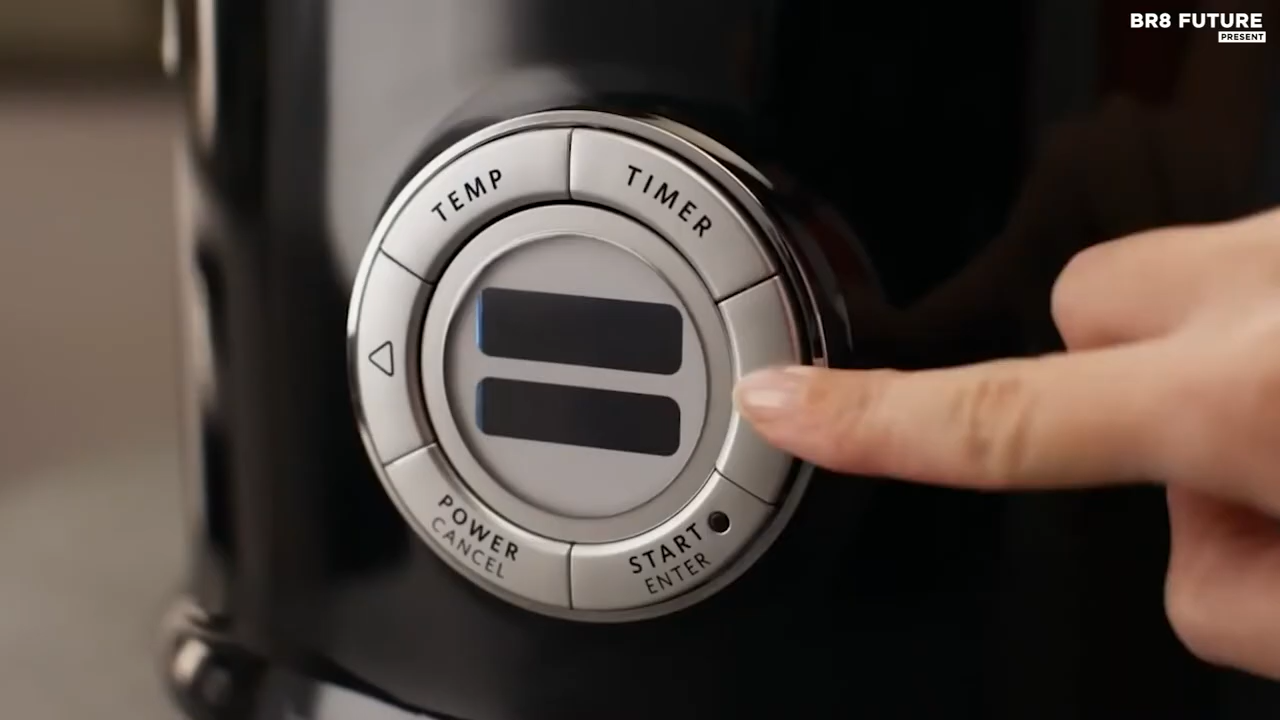 BR8 FUTURE
PRESENT
TEMP
TIMER
POWER
CANCEL
START
ENTER